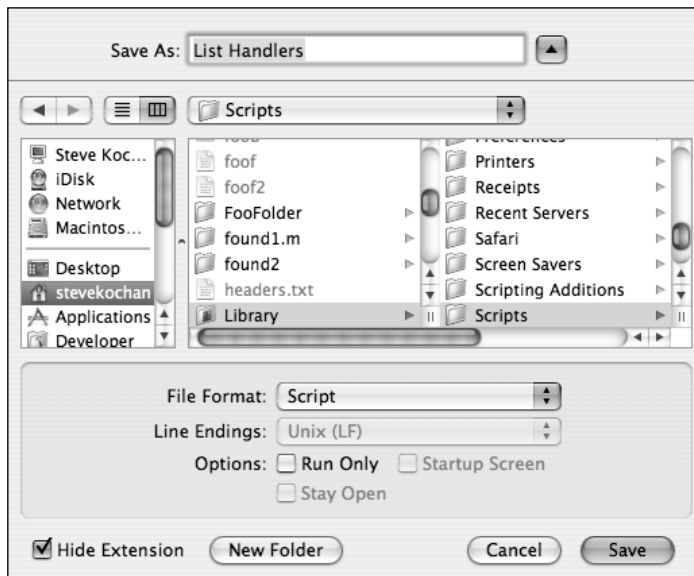 Save As: List Handlers
Scripts
Steve Koc...
iDisk
Network
Macintos...
Desktop
stevekochan
Applications
Developer
foof
foof2
FooFolder
found1.m
found2
headers.txt
Library
Preferences
Printers
Receipts
Recent Servers
Safari
Screen Savers
Scripting Additions
Scripts
File Format: Script
Line Endings: Unix (LF)
Options: Run Only Startup Screen
Stay Open
Hide Extension New Folder Cancel Save